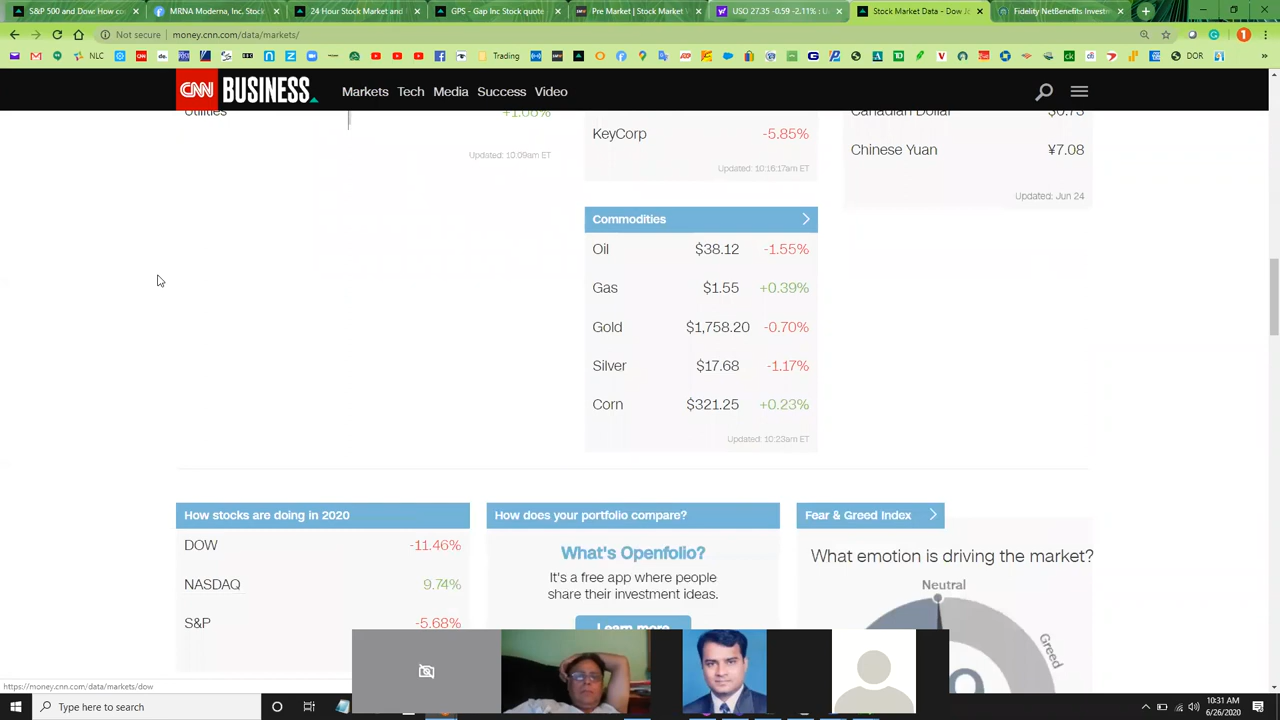 S&P 500 and Dow Jones
24 Hour Stock Market and
GPS - Gap Inc Stock quote
Pre Market | Stock Market
USO 27.35 -0.59 -2.11% :
Stock Market Data - Dow Jo
Fidelity NetBenefits Invest
MRNA Moderna, Inc. Stock
Not secure
money.cnn.com/data/markets/
NLC
Trading
DOR
CNN BUSINESS
Markets
Tech
Media
Success
Video
Utilities
+1.06%
Canadian Dollar
$0.73
KeyCorp
-5.85%
Chinese Yuan
¥7.08
Updated: 10:09am ET
Updated: 10:16:17am ET
Updated: Jun 24
Commodities
Oil $38.12 -1.55%
Gas $1.55 +0.39%
Gold $1,758.20 -0.70%
Silver $17.68 -1.17%
Corn $321.25 +0.23%
Updated: 10:23am ET
How stocks are doing in 2020
DOW -11.46%
NASDAQ 9.74%
S&P -5.68%
How does your portfolio compare?
What's Openfolio?
It's a free app where people
share their investment ideas.
Learn more
Fear & Greed Index
What emotion is driving the market?
Neutral
Greed
https://money.cnn.com/data/markets/dow
Type here to search
10:31 AM
6/26/2020